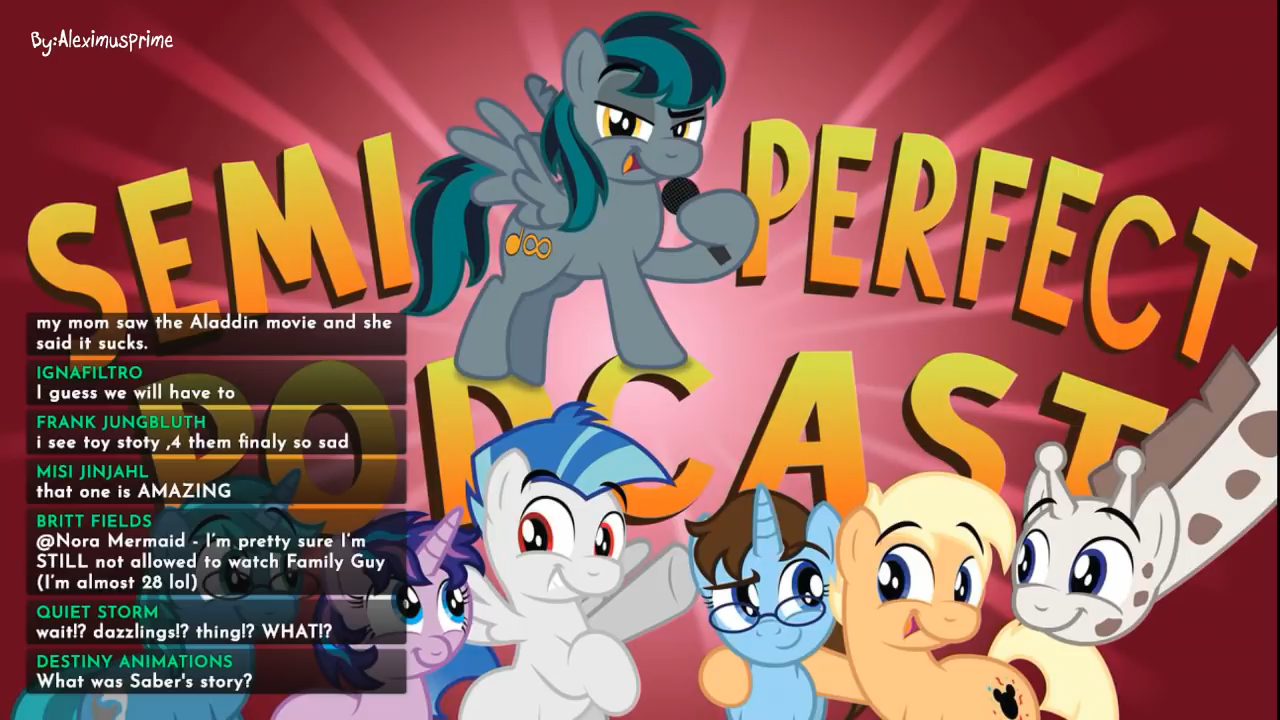 By:Aleximusprime
SEMI PERFECT
PODCAST
my mom saw the Aladdin movie and she
said it sucks.
IGNAFILTRO
I guess we will have to
FRANK JUNGBLUTH
i see toy stoty ,4 them finaly so sad
MISI JINJAHL
that one is AMAZING
BRITT FIELDS
@Nora Mermaid - I'm pretty sure I'm
STILL not allowed to watch Family Guy
(I'm almost 28 lol)
QUIET STORM
wait!? dazzlings!? thing!? WHAT!?
DESTINY ANIMATIONS
What was Saber's story?